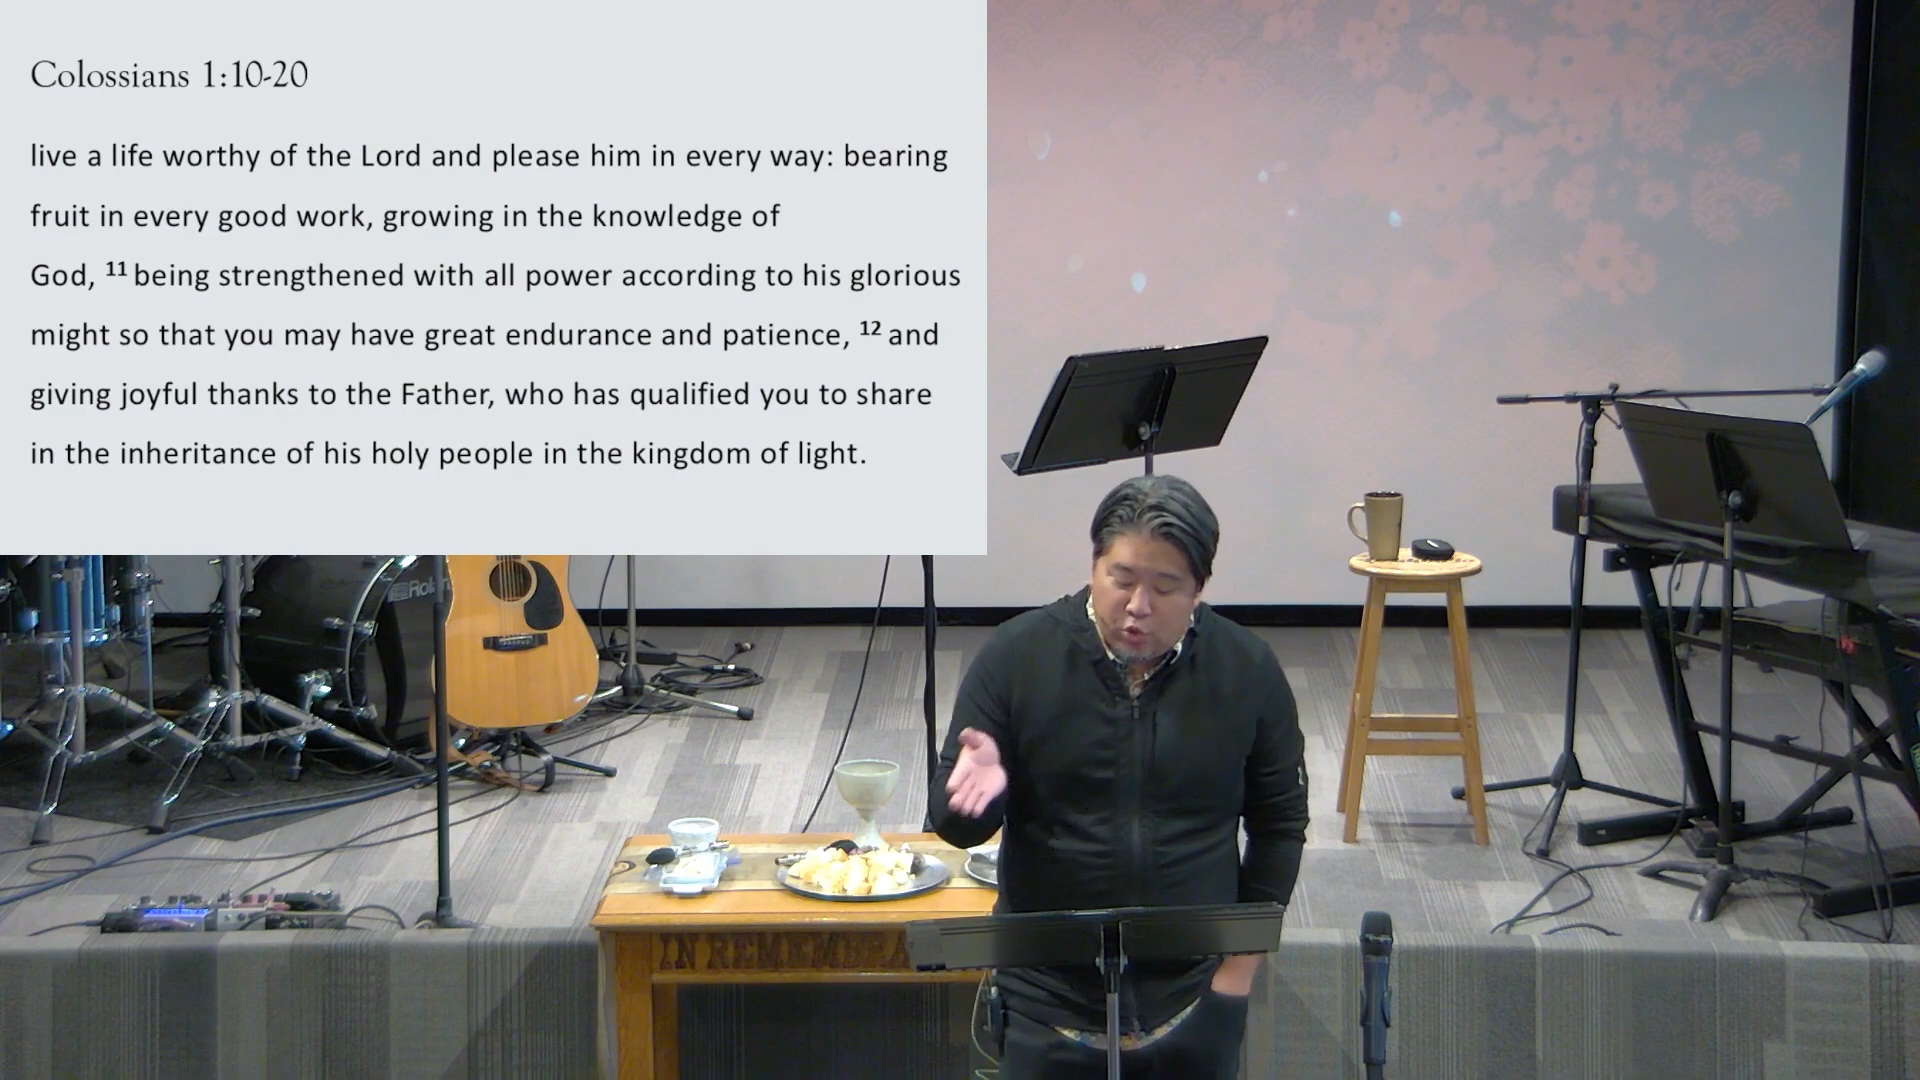 Colossians 1:10-20
live a life worthy of the Lord and please him in every way: bearing
fruit in every good work, growing in the knowledge of
God, ¹¹ being strengthened with all power according to his glorious
might so that you may have great endurance and patience, ¹² and
giving joyful thanks to the Father, who has qualified you to share
in the inheritance of his holy people in the kingdom of light.
IN REMEMBRA